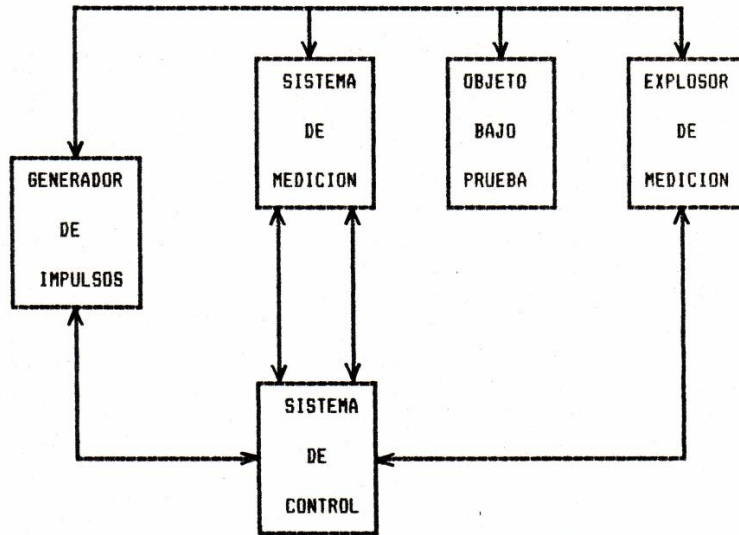 SISTEMA
DE
MEDICION
OBJETO
BAJO
PRUEBA
EXPLOSOR
DE
MEDICION
GENERADOR
DE
IMPULSOS
SISTEMA
DE
CONTROL